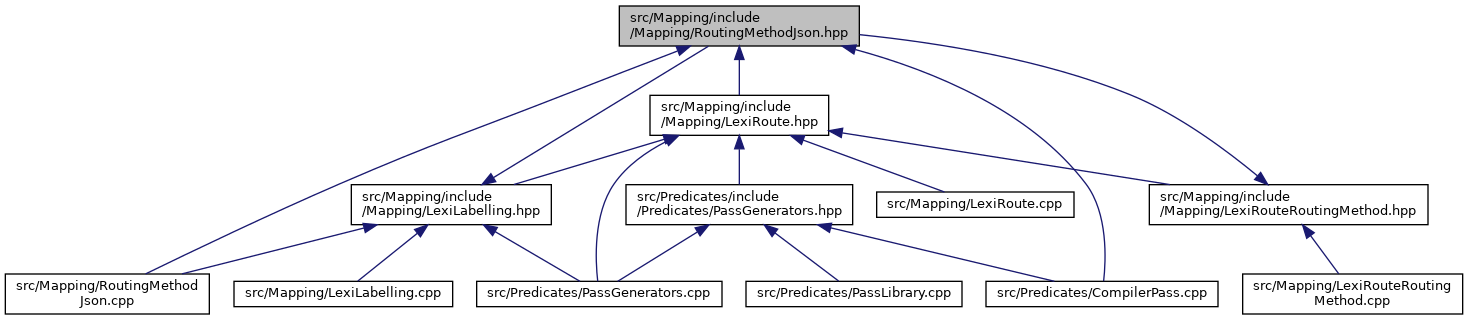 src/Mapping/include
/Mapping/RoutingMethodJson.hpp
src/Mapping/include
/Mapping/LexiRoute.hpp
src/Mapping/include
/Mapping/LexiLabelling.hpp
src/Predicates/include
/Predicates/PassGenerators.hpp
src/Mapping/LexiRoute.cpp
src/Mapping/include
/Mapping/LexiRouteRoutingMethod.hpp
src/Mapping/RoutingMethod
Json.cpp
src/Mapping/LexiLabelling.cpp
src/Predicates/PassGenerators.cpp
src/Predicates/PassLibrary.cpp
src/Predicates/CompilerPass.cpp
src/Mapping/LexiRouteRouting
Method.cpp